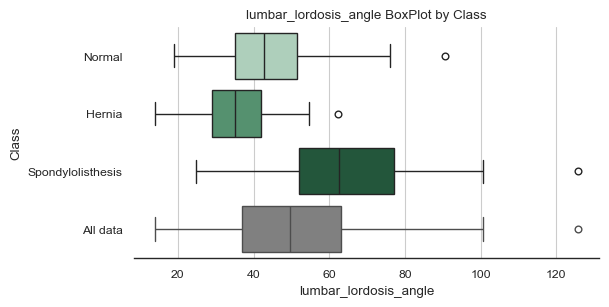 lumbar_lordosis_angle BoxPlot by Class
Class
Normal
Hernia
Spondylolisthesis
All data
20 40 60 80 100 120
lumbar_lordosis_angle